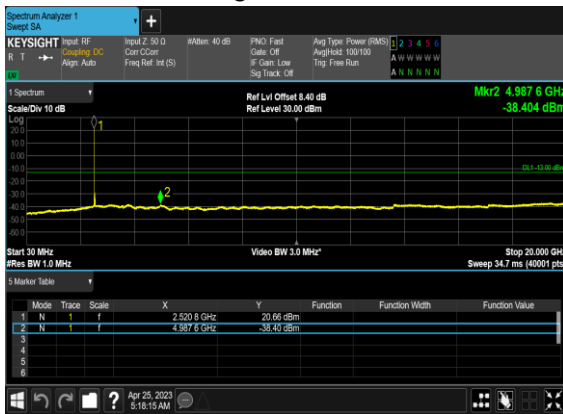 Spectrum Analyzer 1
Swept SA
+
KEYSIGHT Input: RF Input Z: 50 Ω #Atten: 40 dB PNO: Fast Avg Type: Power (RMS) 1 2 3 4 5 6
R T Coupling: DC Corr CCorr Gate: Off Avg|Hold: 100/100 A W W W W W
Align: Auto Freq Ref: Int (S) IF Gain: Low Trig: Free Run
LXI Sig Track: Off A N N N N N
1 Spectrum Ref Lvl Offset 8.40 dB Mkr2 4.987 6 GHz
Scale/Div 10 dB Ref Level 30.00 dBm -38.404 dBm
Log
1
20.0
10.0
0.00
-10.0 DL1 -13.00 dBm
-20.0
-30.0 2
-40.0
-50.0
-60.0
Start 30 MHz Video BW 3.0 MHz* Stop 20.000 GHz
#Res BW 1.0 MHz Sweep 34.7 ms (40001 pts)
5 Marker Table
Mode Trace Scale X Y Function Function Width Function Value
1 N 1 f 2.520 8 GHz 20.66 dBm
2 N 1 f 4.987 6 GHz -38.40 dBm
3
4
5
6
? Apr 25, 2023
5:18:15 AM